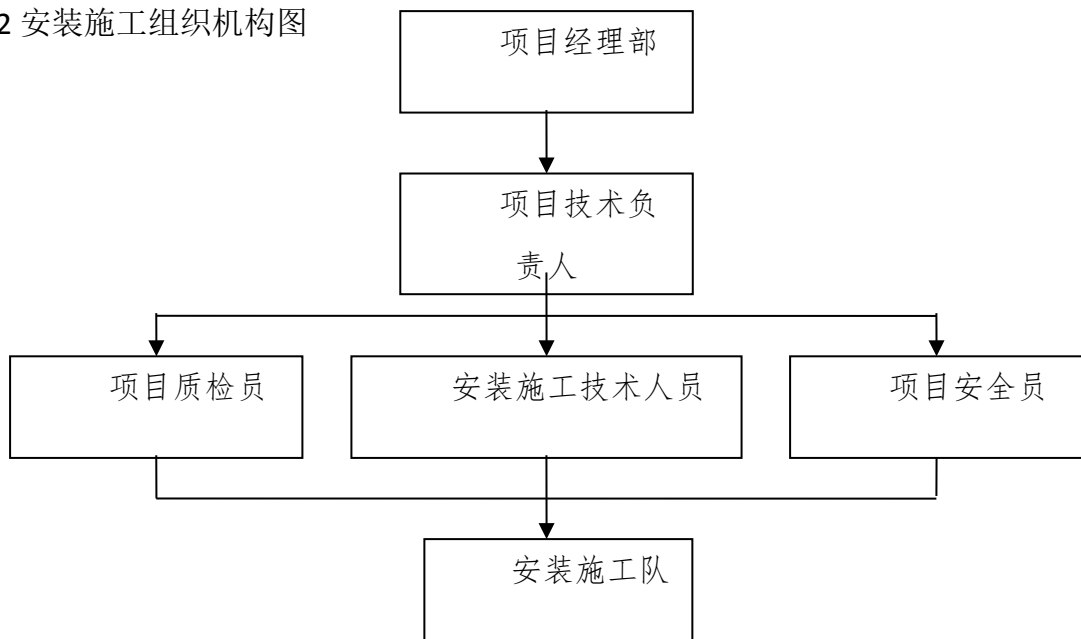 2 安装施工组织机构图
项目经理部
项目技术负
责人
项目质检员
安装施工技术人员
项目安全员
安装施工队